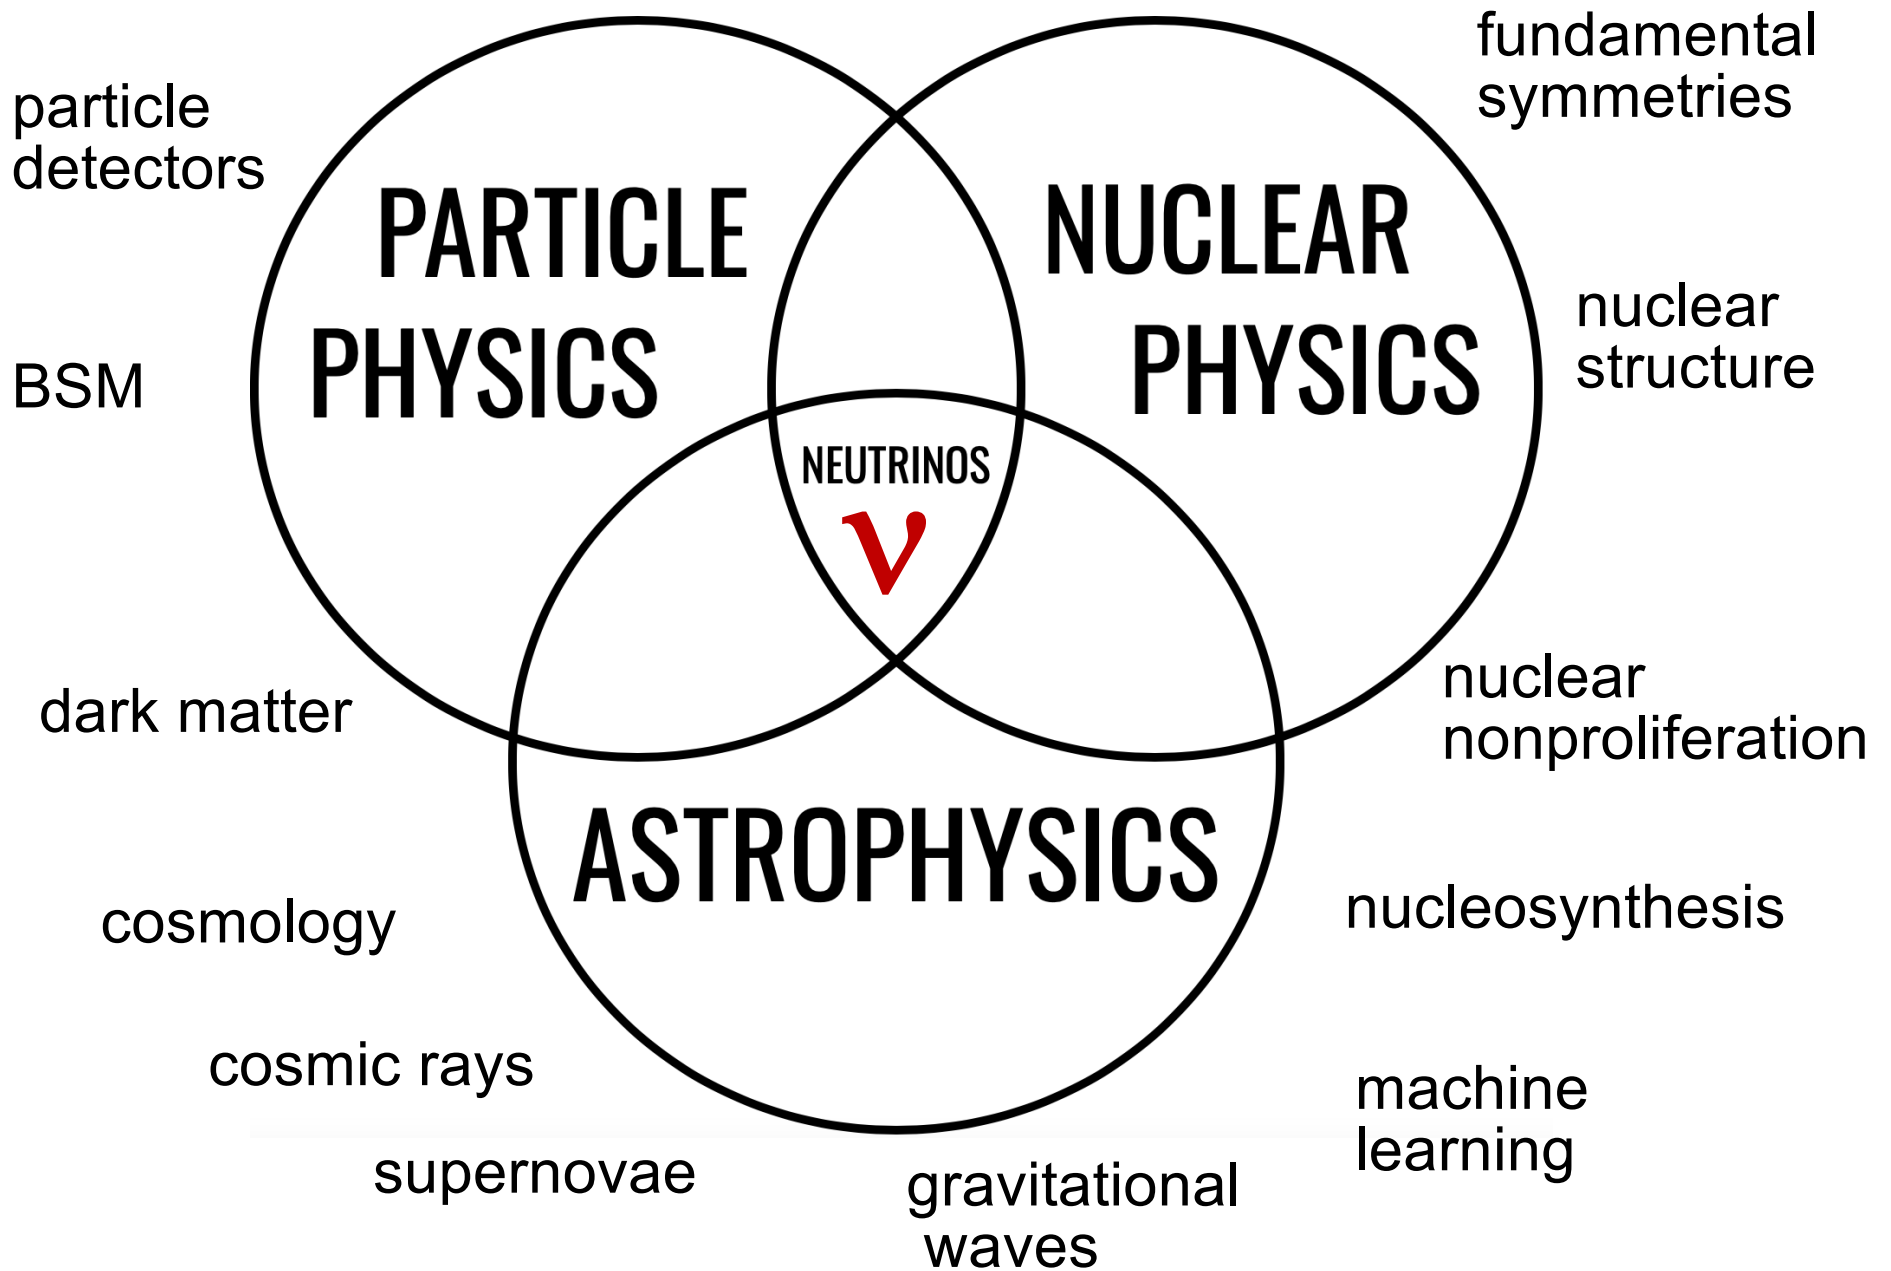 fundamental
symmetries
particle
detectors
PARTICLE
PHYSICS
NUCLEAR
PHYSICS
nuclear
structure
BSM
NEUTRINOS
ν
dark matter
nuclear
nonproliferation
ASTROPHYSICS
cosmology
nucleosynthesis
cosmic rays
machine
learning
supernovae
gravitational
waves